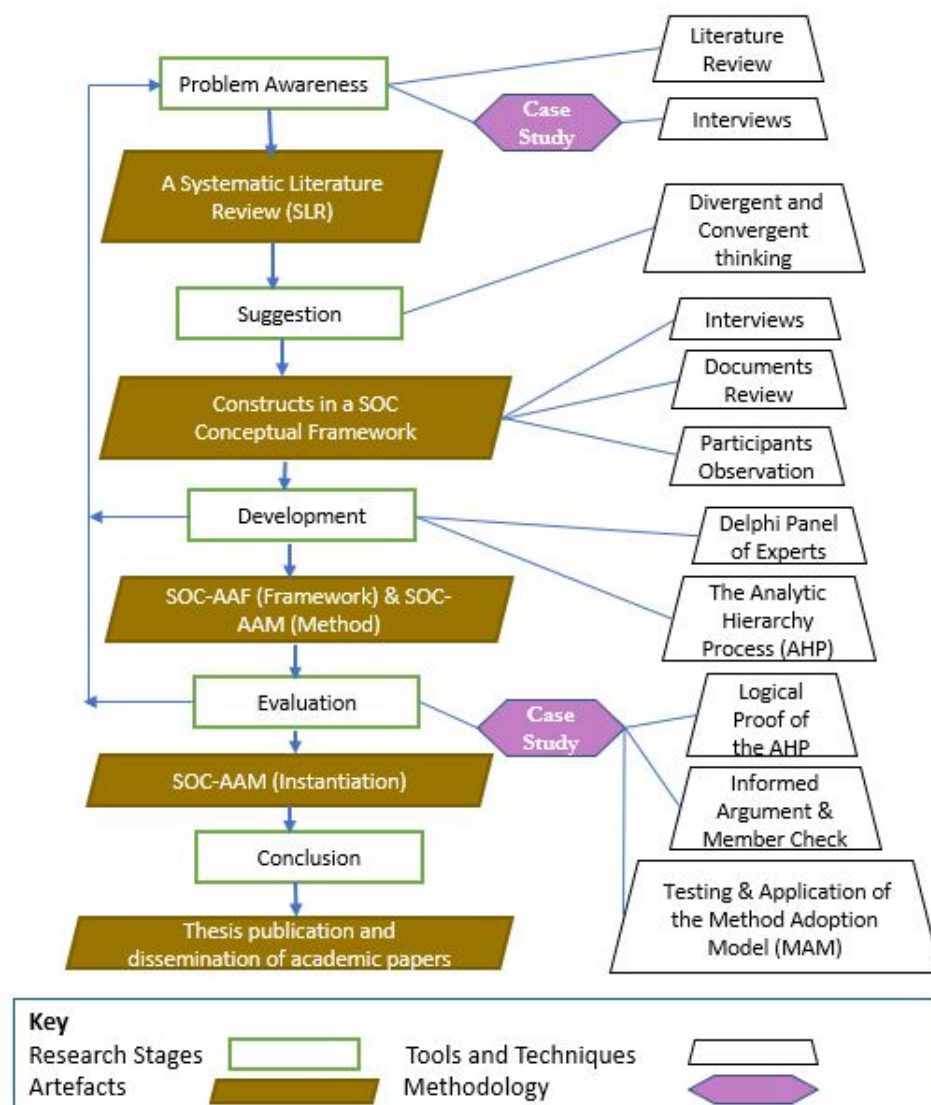 Literature
Review
Problem Awareness
Case
Study
Interviews
A Systematic Literature
Review (SLR)
Divergent and
Convergent
thinking
Suggestion
Interviews
Constructs in a SOC
Conceptual Framework
Documents
Review
Participants
Observation
Development
Delphi Panel
of Experts
SOC-AAF (Framework) & SOC-
AAM (Method)
The Analytic
Hierarchy
Process (AHP)
Evaluation
Case
Study
Logical
Proof of
the AHP
SOC-AAM (Instantiation)
Informed
Argument &
Member Check
Conclusion
Testing & Application of
the Method Adoption
Model (MAM)
Thesis publication and
dissemination of academic papers
Key
Research Stages
Tools and Techniques
Artefacts
Methodology